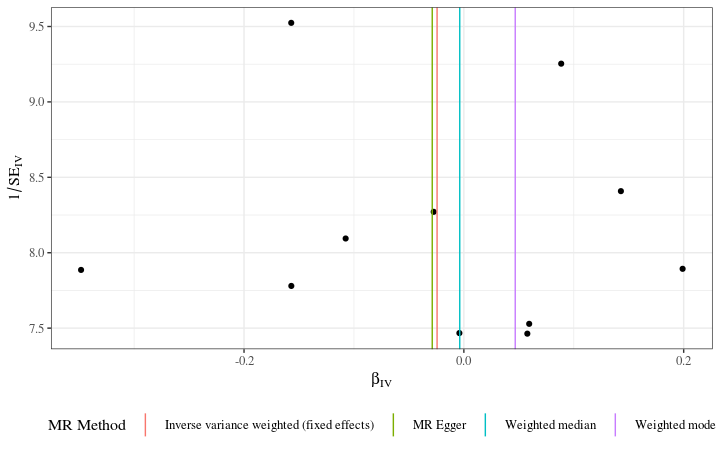 9.5
9.0
8.5
8.0
7.5
1/SE_IV
-0.2 0.0 0.2
β_IV
MR Method Inverse variance weighted (fixed effects) MR Egger Weighted median Weighted mode